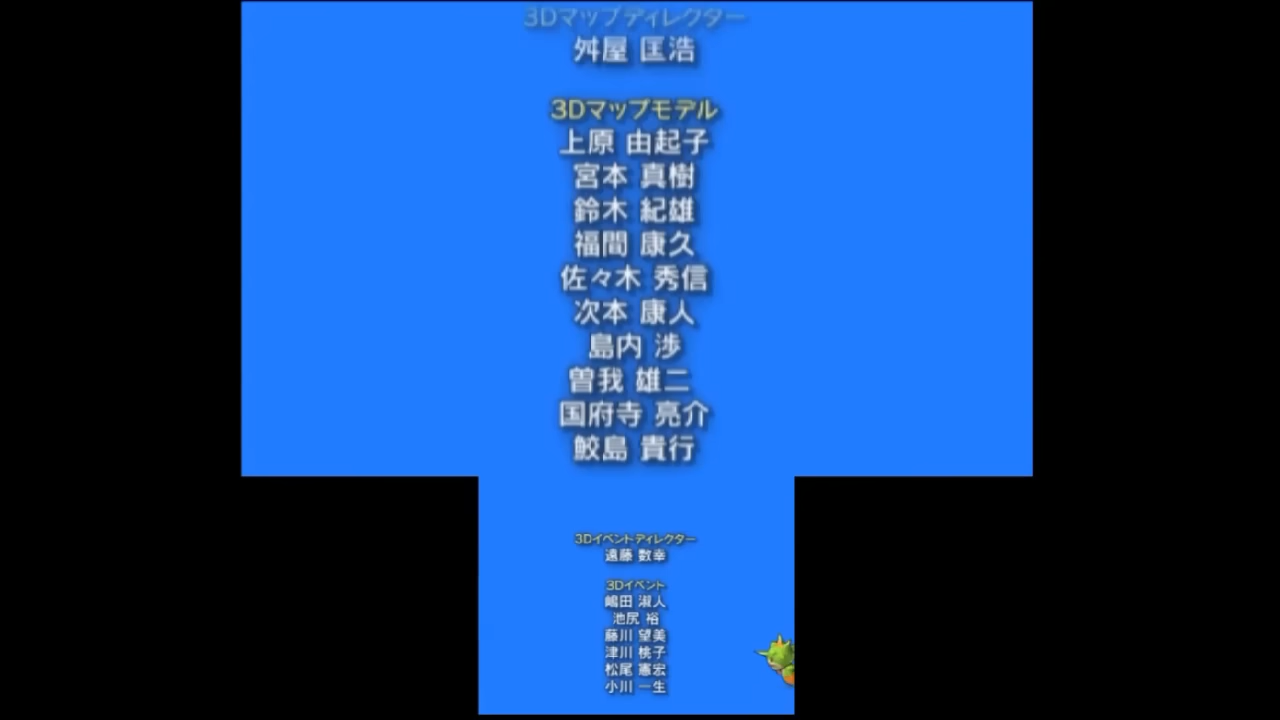 3Dマップディレクター
舛屋 匡浩
3Dマップモデル
上原 由起子
宮本 真樹
鈴木 紀雄
福間 康久
佐々木 秀信
次本 康人
島内 渉
曽我 雄二
国府寺 亮介
鮫島 貴行
3Dイベントディレクター
遠藤 数幸
3Dイベント
嶋田 淑人
池尻 裕
藤川 望美
津川 桃子
松尾 憲宏
小川 一生